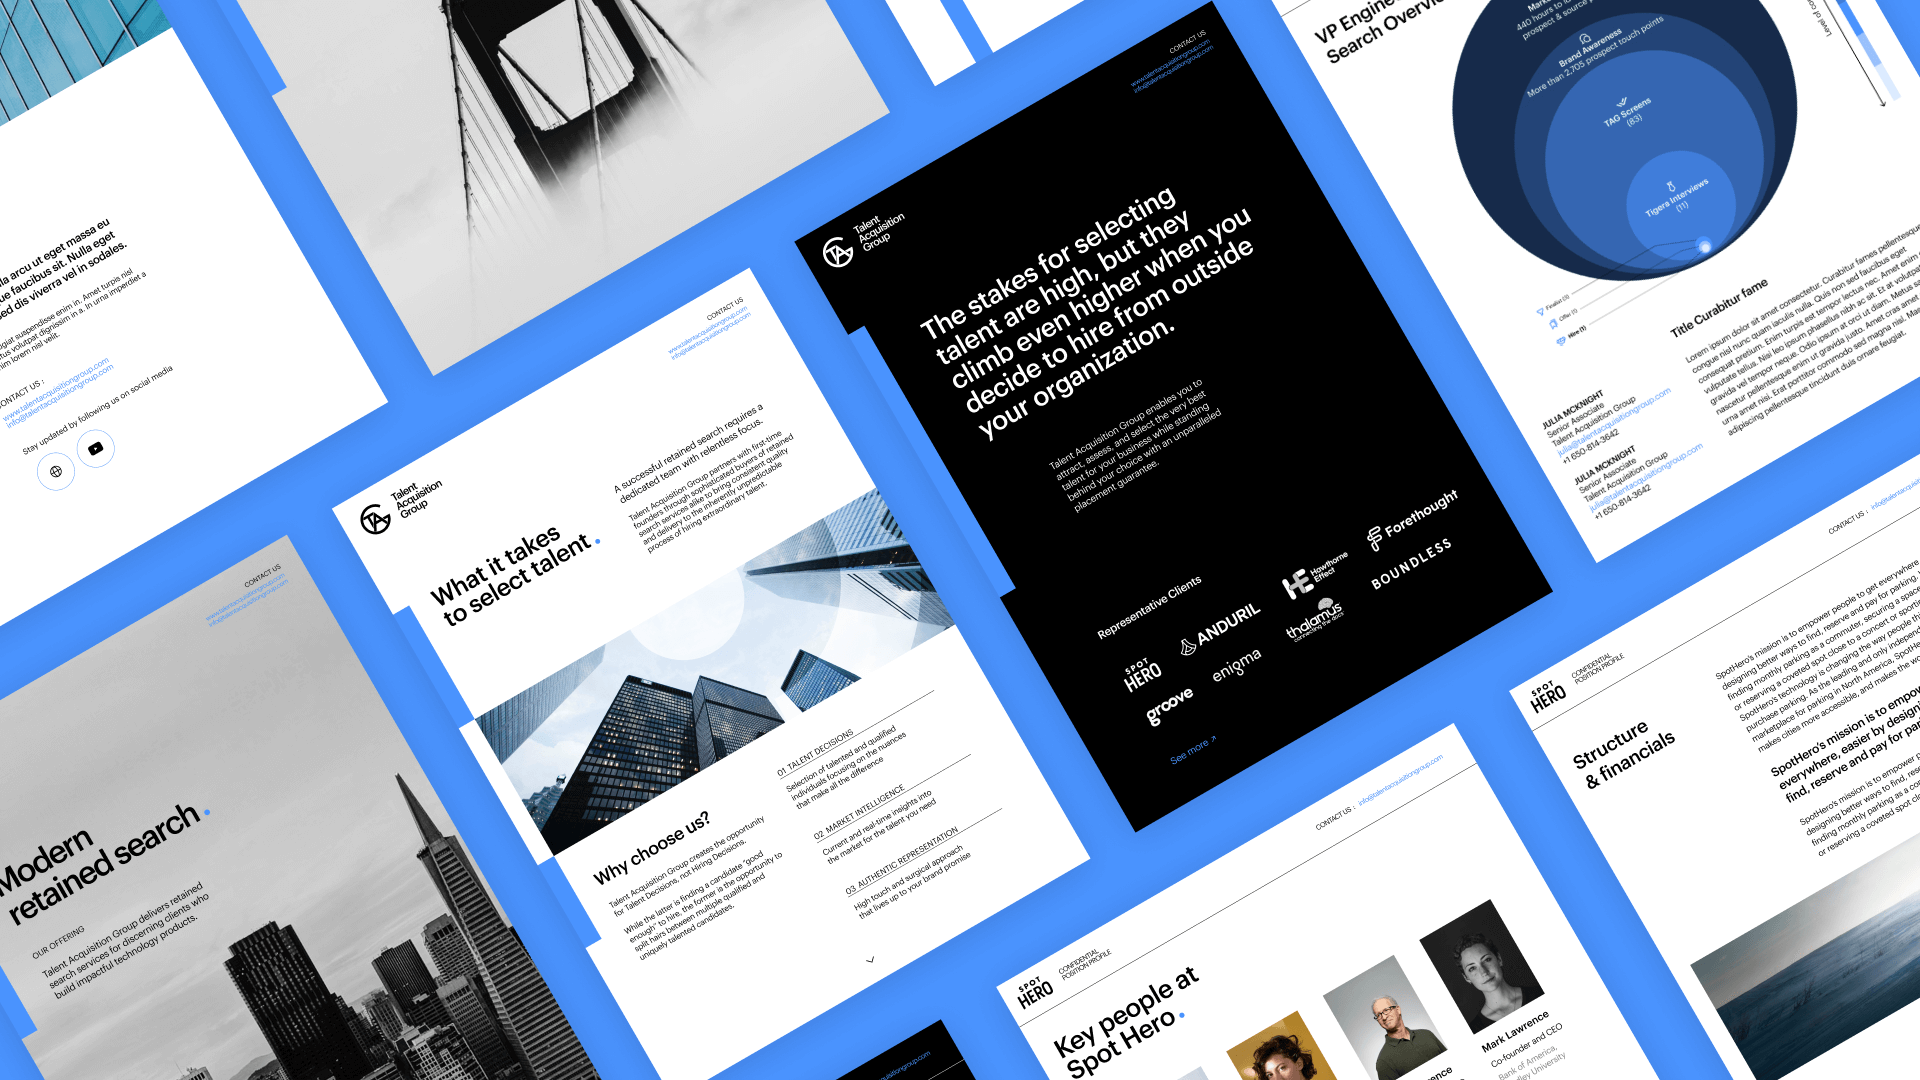 la arcu ut eget massa eu
ue faucibus sit. Nulla eget
sed dis viverra vel in sodales.
giat suspendisse enim in. Amet turpis nisl
tus volutpat dignissim in a. In urna imperdiet a
m lorem nisl velit.
CONTACT US :
www.talentacquisitiongroup.com
info@talentacquisitiongroup.com
Stay updated by following us on social media
CONTACT US
www.talentacquisitiongroup.com
info@talentacquisitiongroup.com
Modern
retained search.
OUR OFFERING
Talent Acquisition Group delivers retained
search services for discerning clients who
build impactful technology products.
CONTACT US
www.talentacquisitiongroup.com
info@talentacquisitiongroup.com
TA
Talent
Acquisition
Group
What it takes
to select talent.
A successful retained search requires a
dedicated team with relentless focus.
Talent Acquisition Group partners with first-time
founders through sophisticated buyers of retained
search services alike to bring consistent quality
and delivery to the inherently unpredictable
process of hiring extraordinary talent.
Why choose us?
Talent Acquisition Group creates the opportunity
for Talent Decisions, not Hiring Decisions.
While the latter is finding a candidate "good
enough" to hire, the former is the opportunity to
split hairs between multiple qualified and
uniquely talented candidates.
01 TALENT DECISIONS
Selection of talented and qualified
individuals focusing on the nuances
that make all the difference
02 MARKET INTELLIGENCE
Current and real-time insights into
the market for the talent you need
03 AUTHENTIC REPRESENTATION
High touch and surgical approach
that lives up to your brand promise
CONTACT US
www.talentacquisitiongroup.com
info@talentacquisitiongroup.com
TA
Talent
Acquisition
Group
The stakes for selecting
talent are high, but they
climb even higher when you
decide to hire from outside
your organization.
Talent Acquisition Group enables you to
attract, assess, and select the very best
talent for your business while standing
behind your choice with an unparalleled
placement guarantee.
Representative Clients
SPOT
HERO
ANDURIL
HE Hawthorne
Effect
Forethought
groove
enigma
thalamus
connecting the docs
BOUNDLESS
See more ↗
VP Engine
Search Overvie
Mark
440 hours to
prospect & source
Brand Awareness
More than 2,705 prospect touch points
TAG Screens
(83)
Tigera Interviews
(11)
Finalist (3)
Offer (1)
Hire (1)
Level of co
Title Curabitur fame
Lorem ipsum dolor sit amet consectetur. Curabitur fames pellentesque
congue nisl nunc quam iaculis nulla. Quis non sed faucibus eget
consequat pretium. Enim turpis est tempor lectus nec. Amet enim
vulputate tellus. Nisi leo ipsum phasellus nibh ac sit. Et at volutpat
gravida vel tempor neque. Odio ipsum at orci ut diam. Metus
nascetur pellentesque enim ut gravida justo. Amet cras amet
urna amet nisi. Erat porttitor commodo sed magna nisl.
adipiscing pellentesque tincidunt duis ornare feugiat.
JULIA MCKNIGHT
Senior Associate
Talent Acquisition Group
julia@talentacquisitiongroup.com
+1 650-814-3642
JULIA MCKNIGHT
Senior Associate
Talent Acquisition Group
julia@talentacquisitiongroup.com
+1 650-814-3642
CONTACT US :
SPOT
HERO
CONFIDENTIAL
POSITION PROFILE
Structure
& financials
SpotHero's mission is to empower people to get everywhere
designing better ways to find, reserve and pay for parking.
finding monthly parking as a commuter, securing a space
or reserving a coveted spot close to a concert or sporting
SpotHero's technology is changing the way people
purchase parking. As the leading and only independent
marketplace for parking in North America, SpotHe
makes cities more accessible, and makes the wo
SpotHero's mission is to empow
everywhere, easier by designi
find, reserve and pay for par
SpotHero's mission is to empower p
designing better ways to find, rese
finding monthly parking as a co
or reserving a coveted spot clo
CONTACT US : info@talentacquisitiongroup.com
SPOT
HERO
CONFIDENTIAL
POSITION PROFILE
Key people at
Spot Hero.
Mark Lawrence
Co-founder and CEO
Bank of America,
ley University
rence